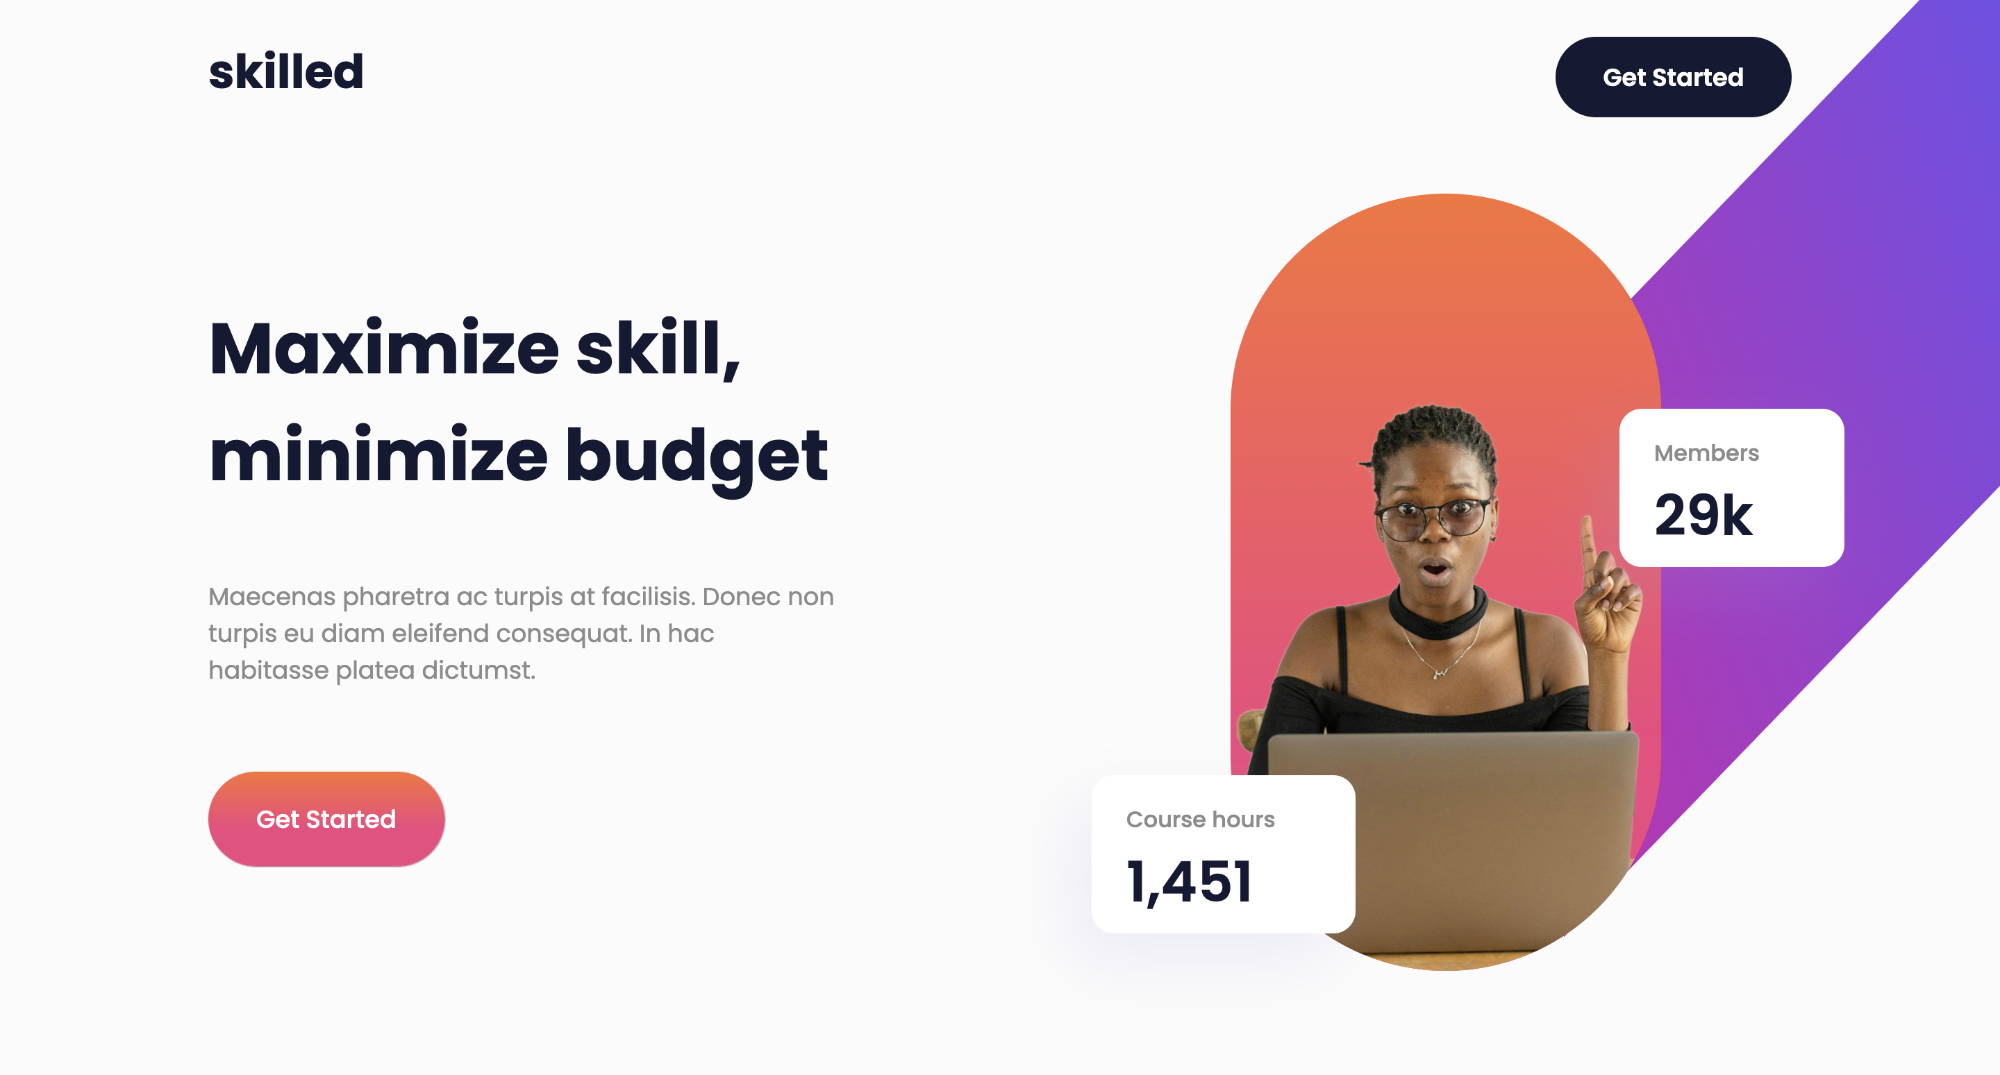 skilled
Get Started
Maximize skill,
minimize budget
Maecenas pharetra ac turpis at facilisis. Donec non
turpis eu diam eleifend consequat. In hac
habitasse platea dictumst.
Get Started
Members
29k
Course hours
1,451